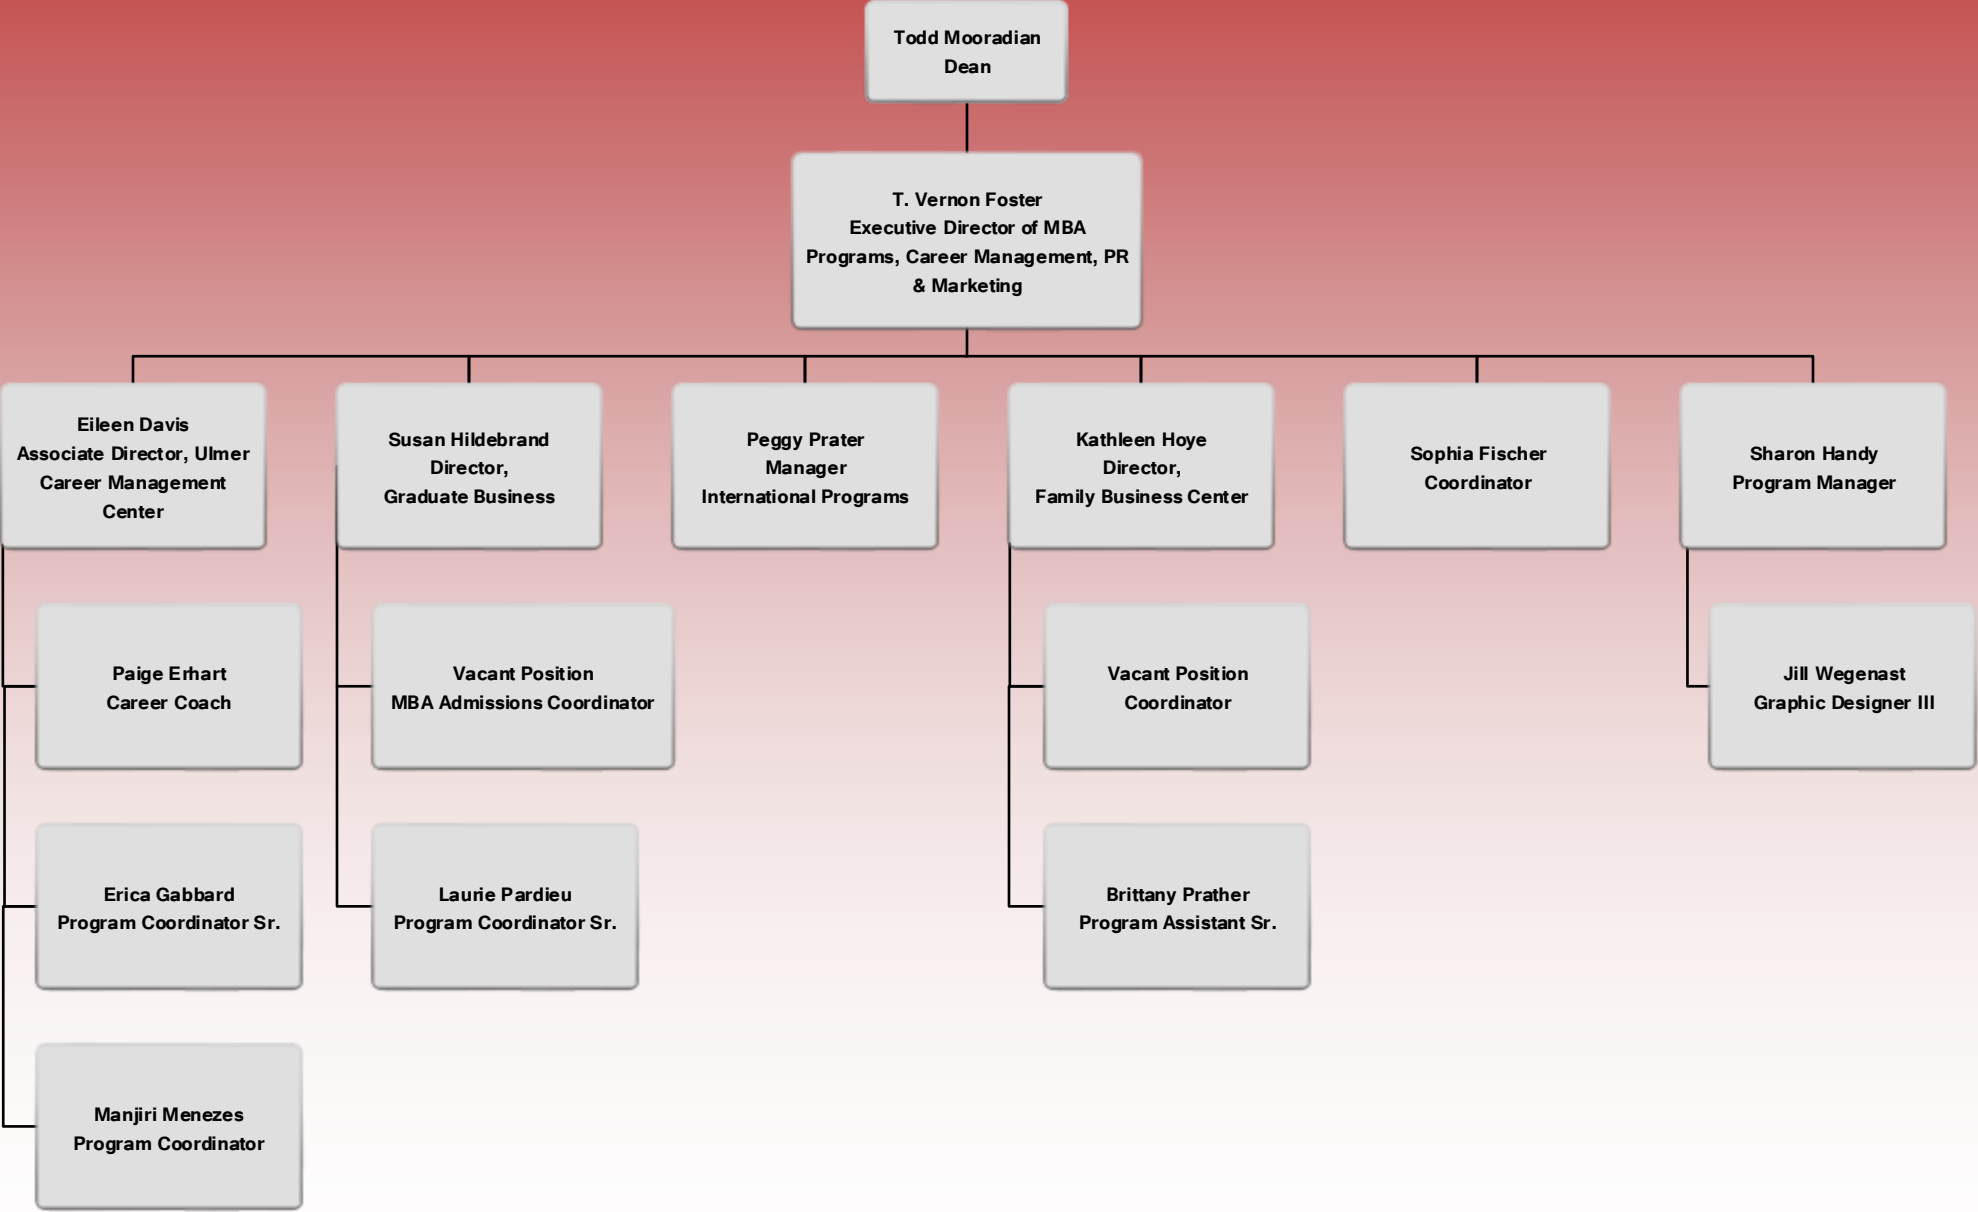 Todd Mooradian
Dean
T. Vernon Foster
Executive Director of MBA
Programs, Career Management, PR
& Marketing
Eileen Davis
Associate Director, Ulmer
Career Management
Center
Susan Hildebrand
Director,
Graduate Business
Peggy Prater
Manager
International Programs
Kathleen Hoye
Director,
Family Business Center
Sophia Fischer
Coordinator
Sharon Handy
Program Manager
Paige Erhart
Career Coach
Vacant Position
MBA Admissions Coordinator
Vacant Position
Coordinator
Jill Wegenast
Graphic Designer III
Erica Gabbard
Program Coordinator Sr.
Laurie Pardieu
Program Coordinator Sr.
Brittany Prather
Program Assistant Sr.
Manjiri Menezes
Program Coordinator